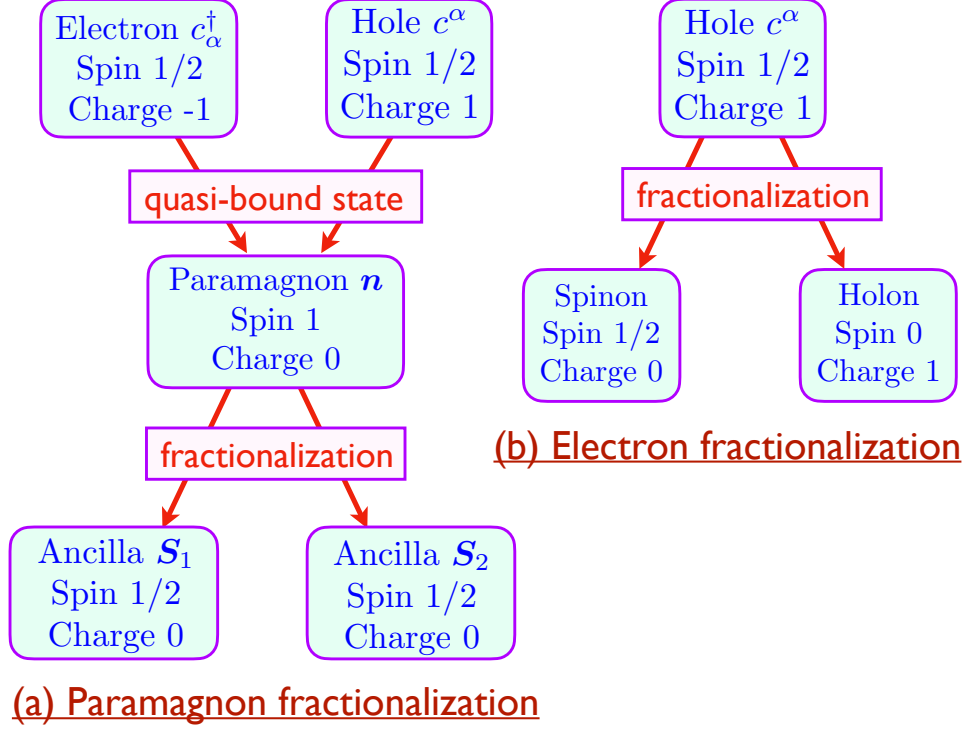 Electron $c_\alpha^\dagger$
Spin 1/2
Charge -1
Hole $c^\alpha$
Spin 1/2
Charge 1
quasi-bound state
Paramagnon $\boldsymbol{n}$
Spin 1
Charge 0
fractionalization
Ancilla $\boldsymbol{S}_1$
Spin 1/2
Charge 0
Ancilla $\boldsymbol{S}_2$
Spin 1/2
Charge 0
(a) Paramagnon fractionalization
Hole $c^\alpha$
Spin 1/2
Charge 1
fractionalization
Spinon
Spin 1/2
Charge 0
Holon
Spin 0
Charge 1
(b) Electron fractionalization